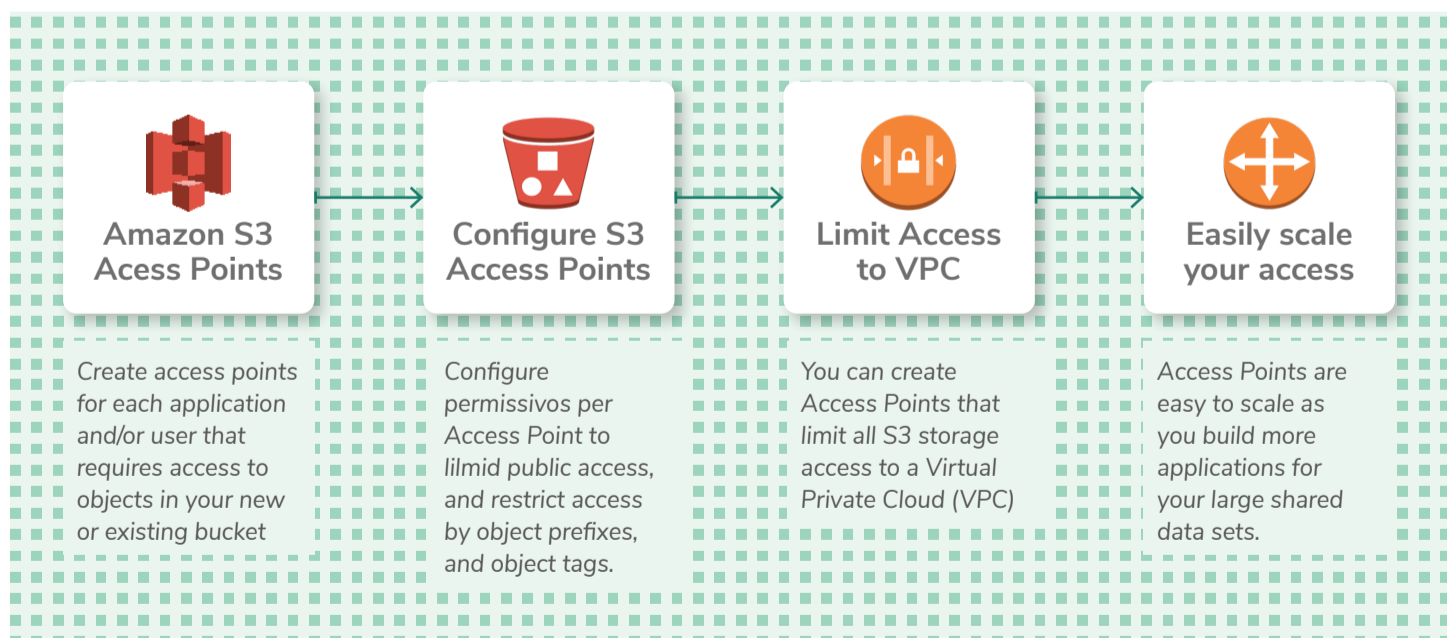 Amazon S3
Acess Points
Create access points
for each application
and/or user that
requires access to
objects in your new
or existing bucket
Configure S3
Access Points
Configure
permissivos per
Access Point to
lilmid public access,
and restrict access
by object prefixes,
and object tags.
Limit Access
to VPC
You can create
Access Points that
limit all S3 storage
access to a Virtual
Private Cloud (VPC)
Easily scale
your access
Access Points are
easy to scale as
you build more
applications for
your large shared
data sets.